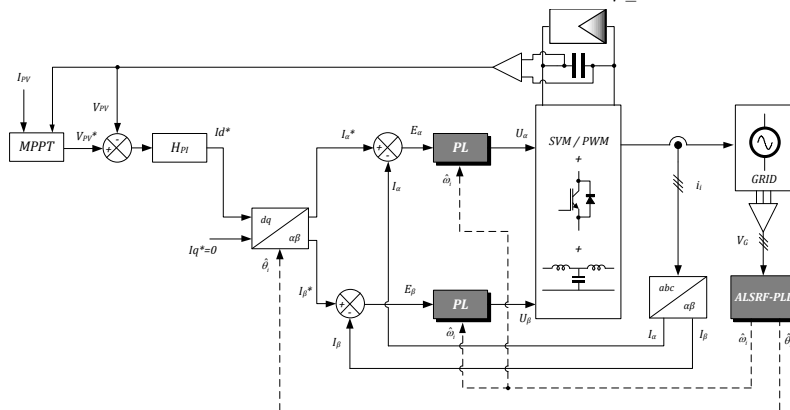 I_PV
V_PV
MPPT
V_PV*
+
-
Id*
H_PI
Iq*=0
dq
αβ
θ̂_i
I_α*
+
-
I_α
E_α
PL
ω̂_i
U_α
I_β*
+
-
I_β
E_β
PL
ω̂_i
U_β
SVM / PWM
+
+
i_i
abc
αβ
I_α
I_β
GRID
V_G
ALSRF-PLL
ω̂_i